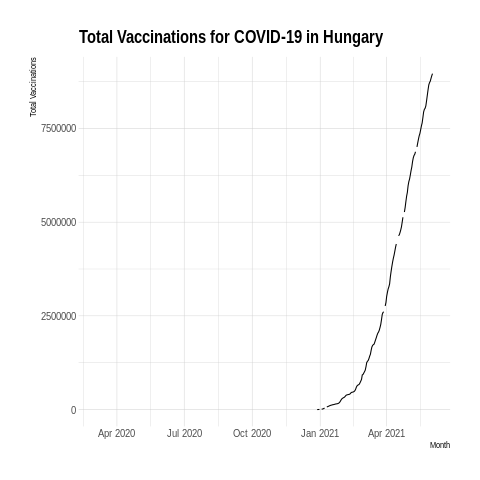 Total Vaccinations for COVID-19 in Hungary
Total Vaccinations
7500000
5000000
2500000
0
Apr 2020 Jul 2020 Oct 2020 Jan 2021 Apr 2021
Month